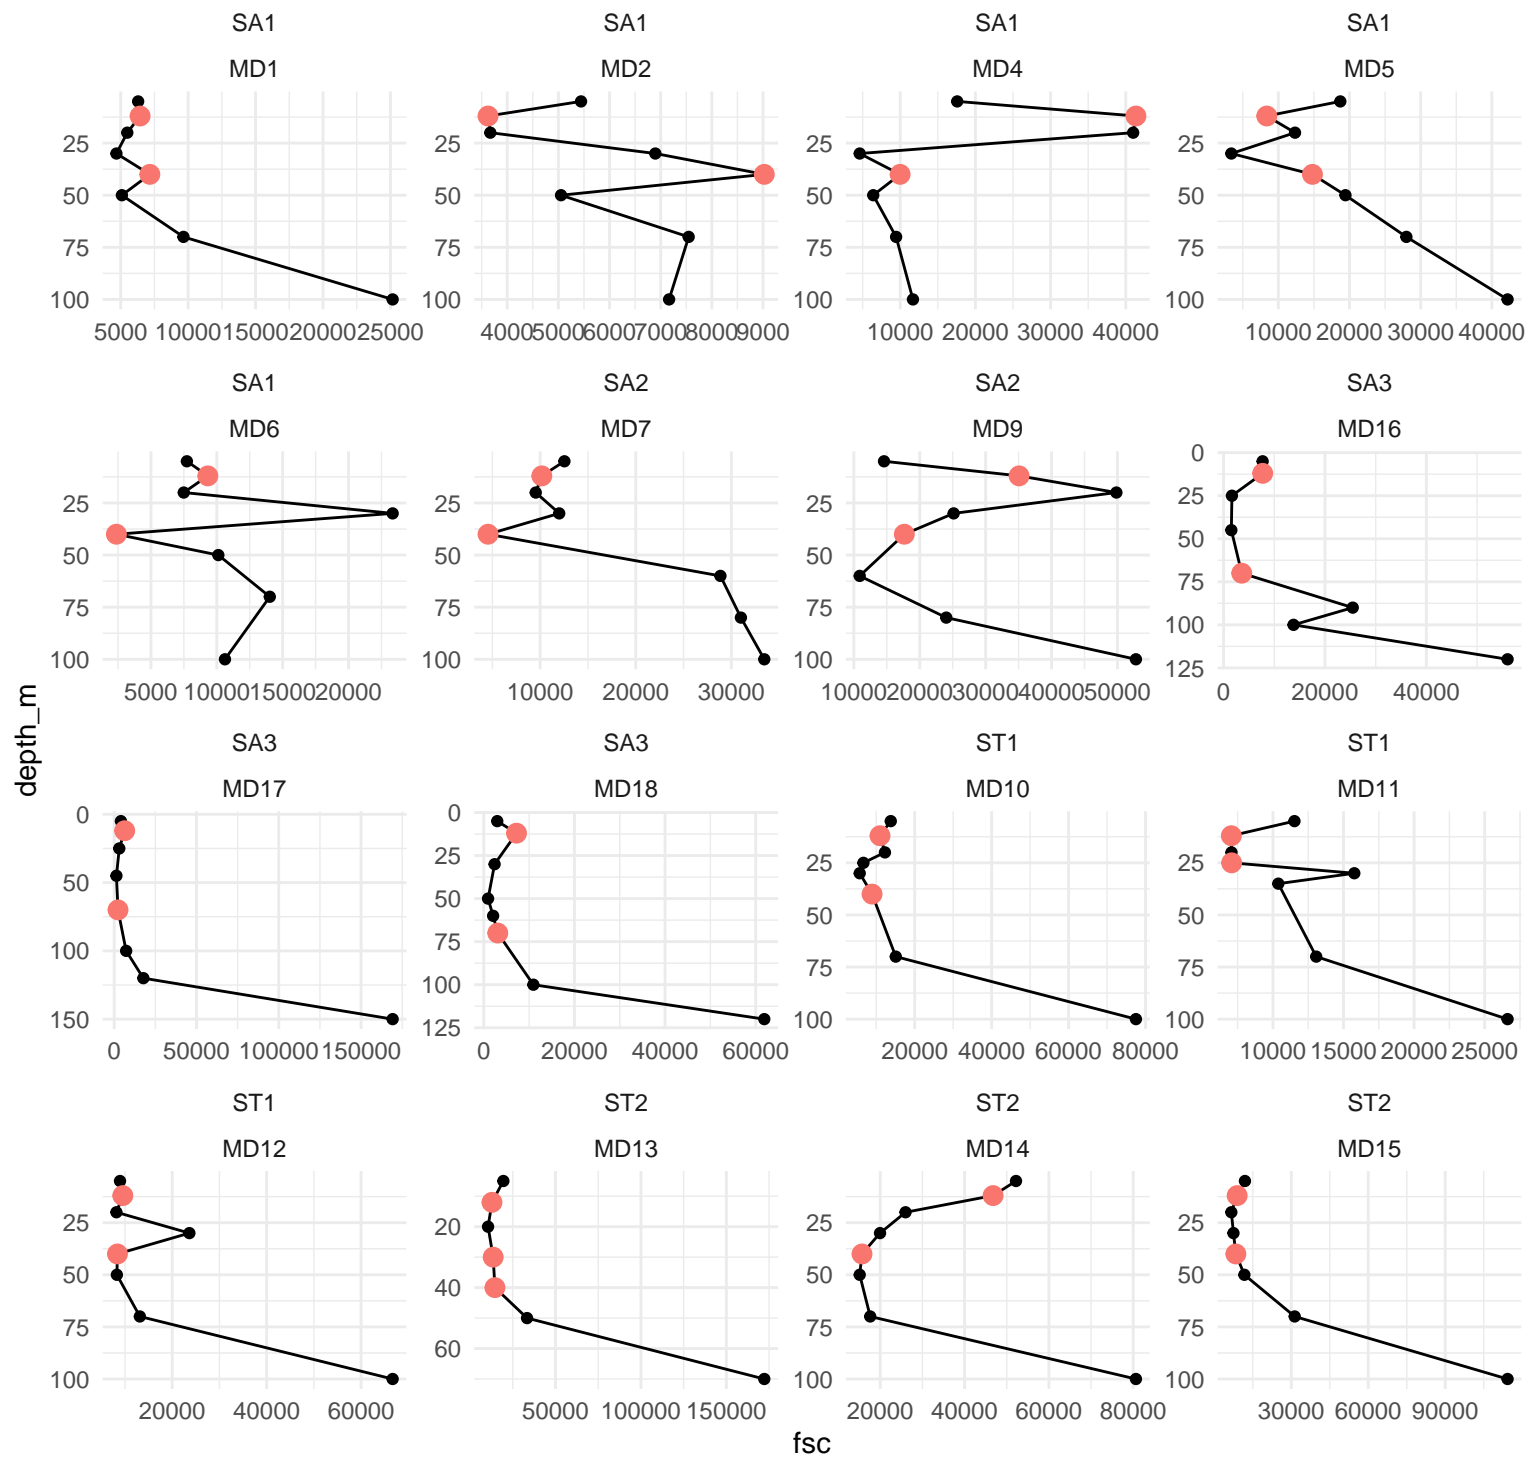 SA1 SA1 SA1 SA1
MD1 MD2 MD4 MD5
25 25 25 25
50 50 50 50
75 75 75 75
100 100 100 100
5000 10000 15000 20000 25000 4000 5000 6000 7000 8000 9000 10000 20000 30000 40000 10000 20000 30000 40000
SA1 SA2 SA2 SA3
MD6 MD7 MD9 MD16
0
25 25 25 25
50 50 50 50
75 75 75 75
100 100 100 100
125
5000 10000 15000 20000 10000 20000 30000 10000 20000 30000 40000 50000 0 20000 40000
depth_m
SA3 SA3 ST1 ST1
MD17 MD18 MD10 MD11
0 0
25 25 25
50 50 50 50
75 75 75
100 100 100 100
150 125
0 50000 100000 150000 0 20000 40000 60000 20000 40000 60000 80000 10000 15000 20000 25000
ST1 ST2 ST2 ST2
MD12 MD13 MD14 MD15
25 20 25 25
50 40 50 50
75 60 75 75
100 100 100
20000 40000 60000 50000 100000 150000 20000 40000 60000 80000 30000 60000 90000
fsc